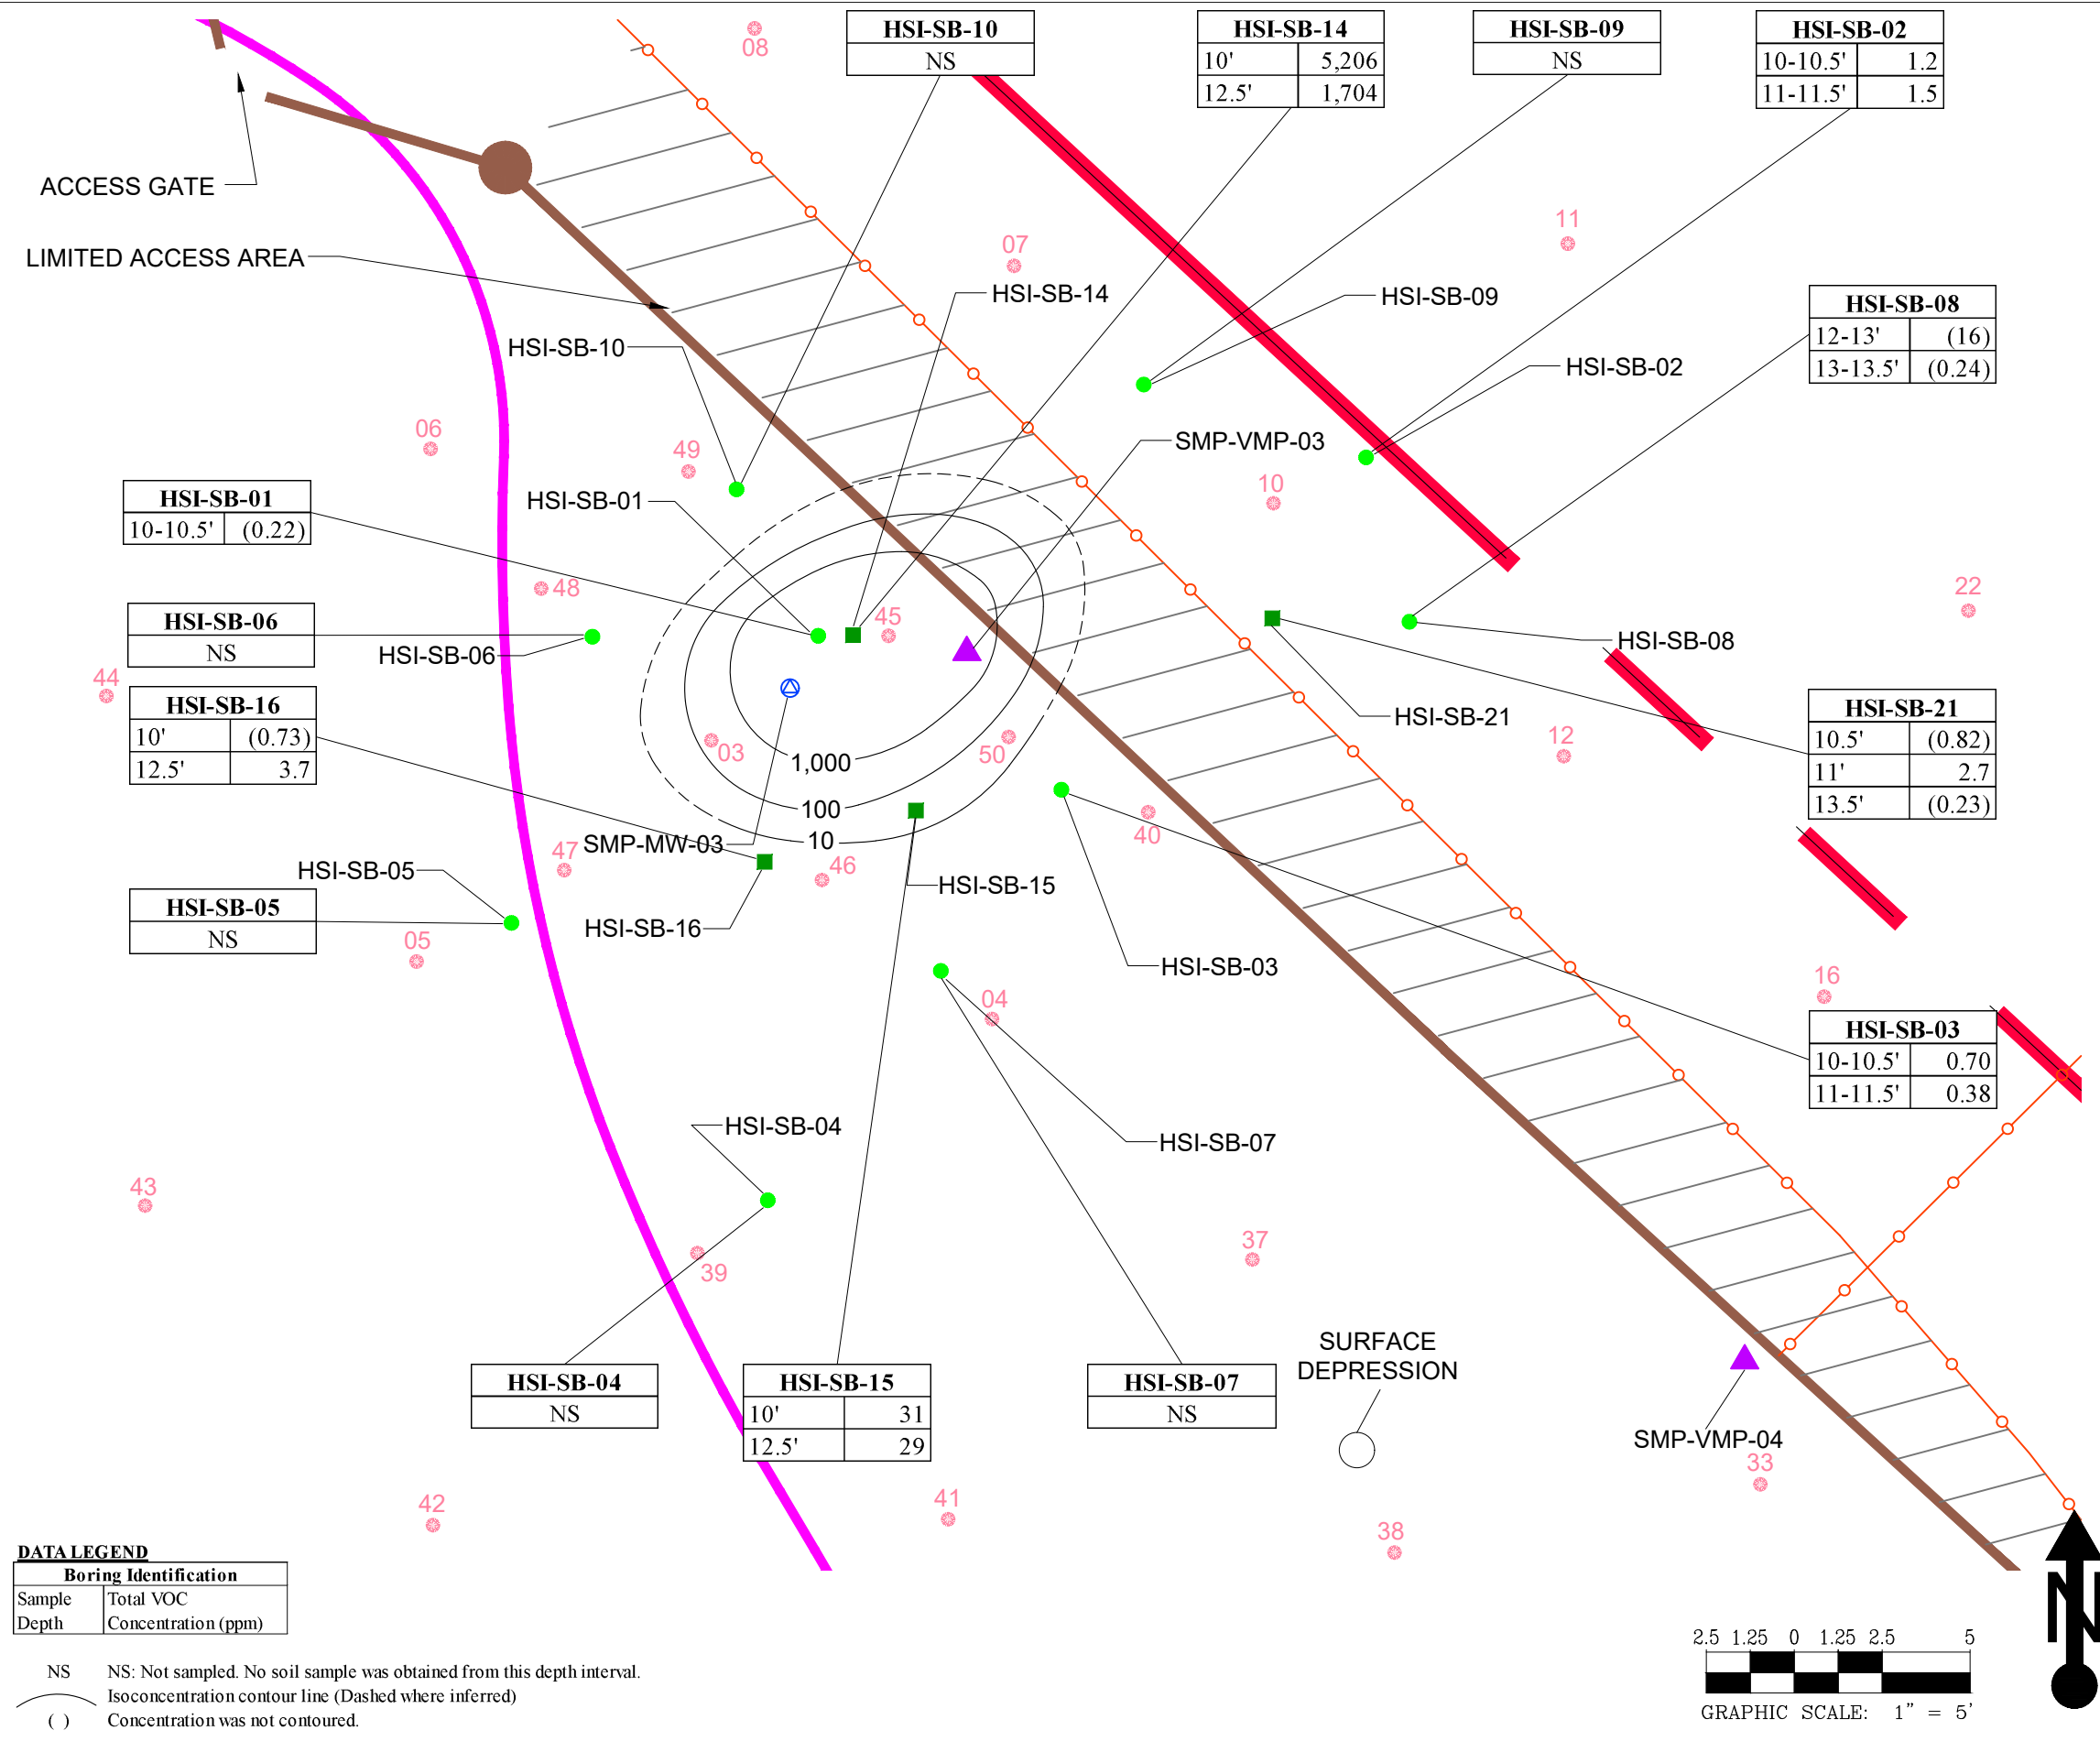 08
HSI-SB-10
NS
HSI-SB-14
10' 5,206
12.5' 1,704
HSI-SB-09
NS
HSI-SB-02
10-10.5' 1.2
11-11.5' 1.5
ACCESS GATE
LIMITED ACCESS AREA
07
11
HSI-SB-14
HSI-SB-09
HSI-SB-08
12-13' (16)
13-13.5' (0.24)
HSI-SB-10
HSI-SB-02
06
49
SMP-VMP-03
10
HSI-SB-01
10-10.5' (0.22)
HSI-SB-01
48
45
22
HSI-SB-06
NS
HSI-SB-06
HSI-SB-08
44
HSI-SB-16
10' (0.73)
12.5' 3.7
HSI-SB-21
HSI-SB-21
10.5' (0.82)
11' 2.7
13.5' (0.23)
03
50
12
1,000
100
10
SMP-MW-03
40
47
46
HSI-SB-05
HSI-SB-15
HSI-SB-05
NS
HSI-SB-16
05
HSI-SB-03
16
04
HSI-SB-03
10-10.5' 0.70
11-11.5' 0.38
HSI-SB-04
HSI-SB-07
43
39
37
HSI-SB-04
NS
HSI-SB-15
10' 31
12.5' 29
HSI-SB-07
NS
SURFACE
DEPRESSION
SMP-VMP-04
33
42
41
38
DATA LEGEND
Boring Identification
Sample Total VOC
Depth Concentration (ppm)
NS NS: Not sampled. No soil sample was obtained from this depth interval.
Isoconcentration contour line (Dashed where inferred)
( ) Concentration was not contoured.
2.5 1.25 0 1.25 2.5 5
GRAPHIC SCALE: 1" = 5'
N